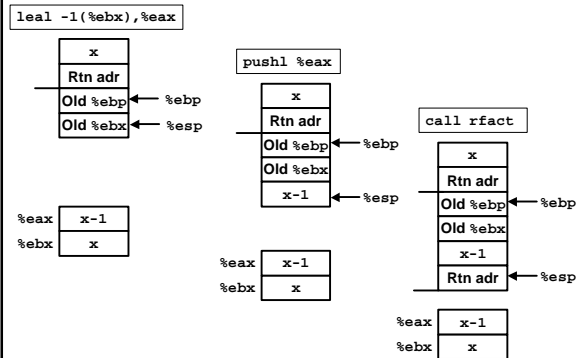 leal -1(%ebx),%eax
x
Rtn adr
Old %ebp
%ebp
Old %ebx
%esp
%eax
x-1
%ebx
x
pushl %eax
x
Rtn adr
Old %ebp
%ebp
Old %ebx
x-1
%esp
%eax
x-1
%ebx
x
call rfact
x
Rtn adr
Old %ebp
%ebp
Old %ebx
x-1
Rtn adr
%esp
%eax
x-1
%ebx
x